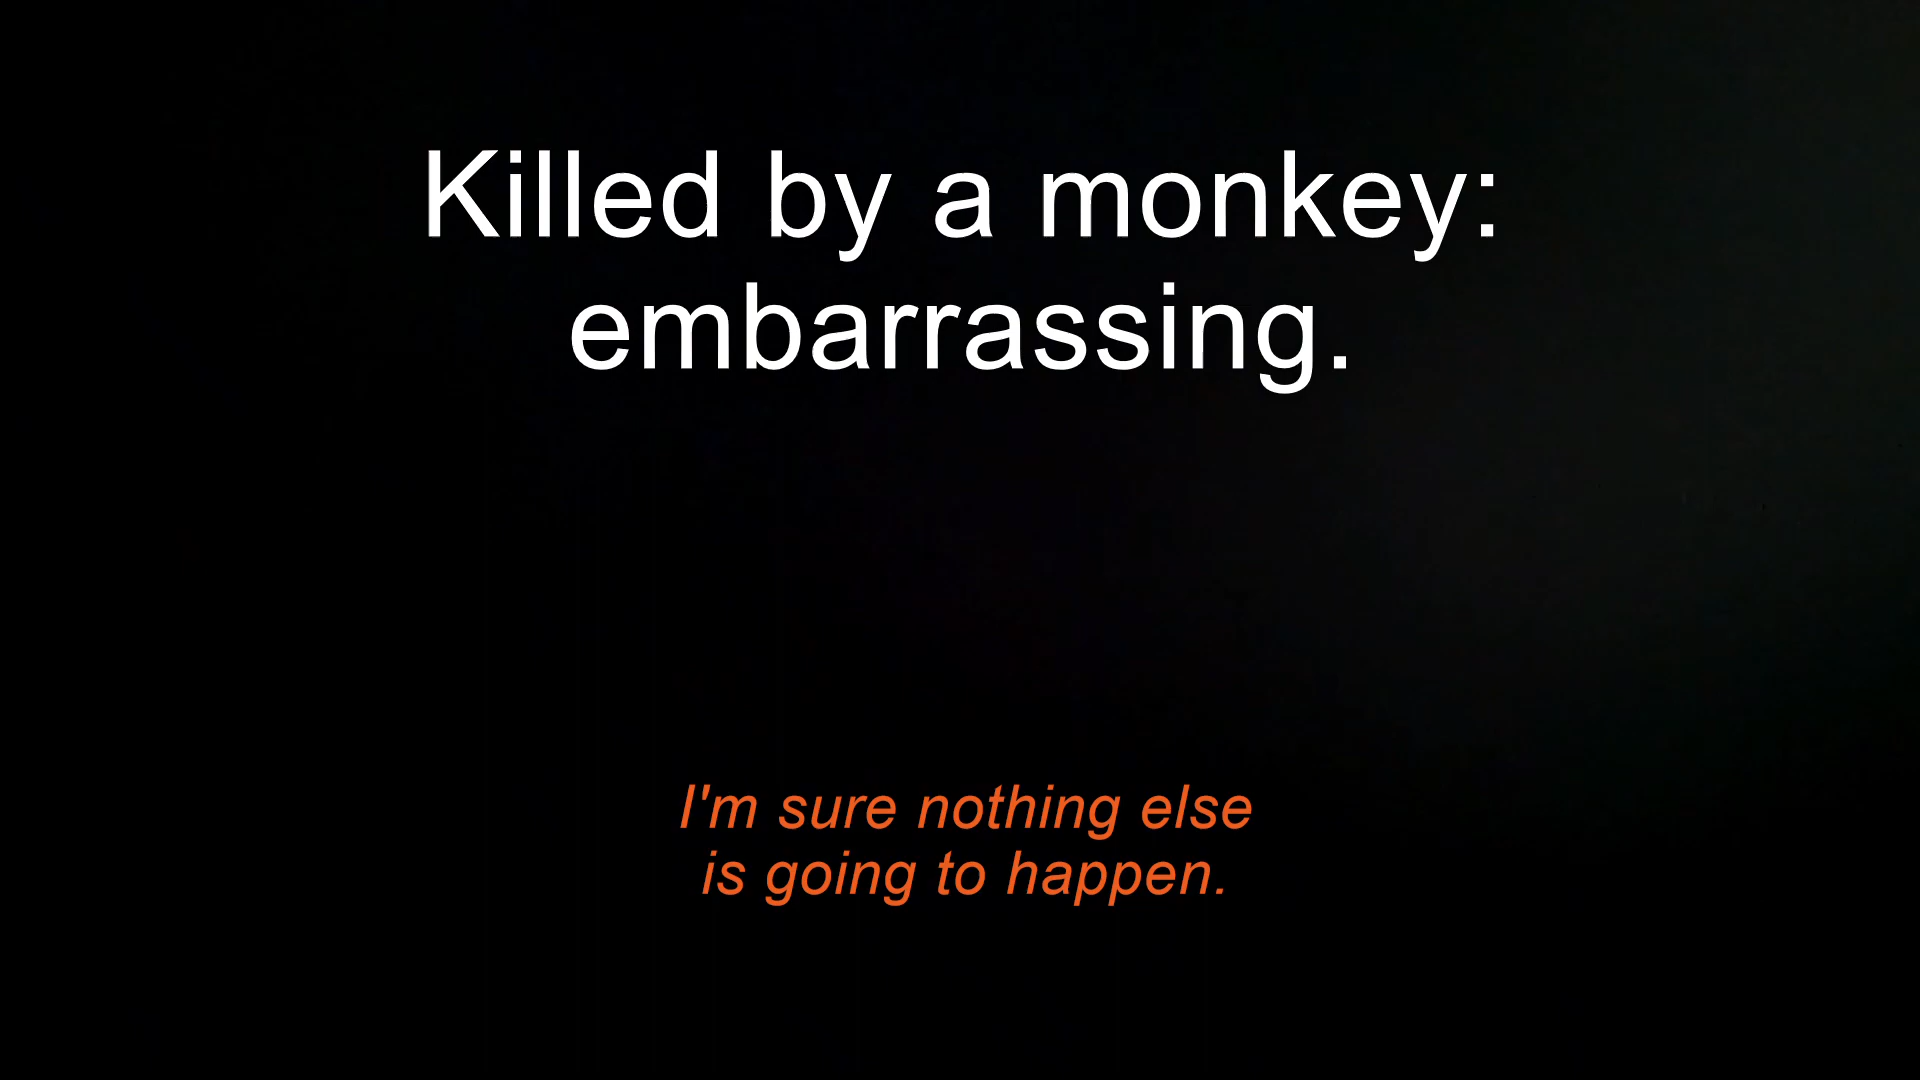 Killed by a monkey:
embarrassing.
I'm sure nothing else
is going to happen.